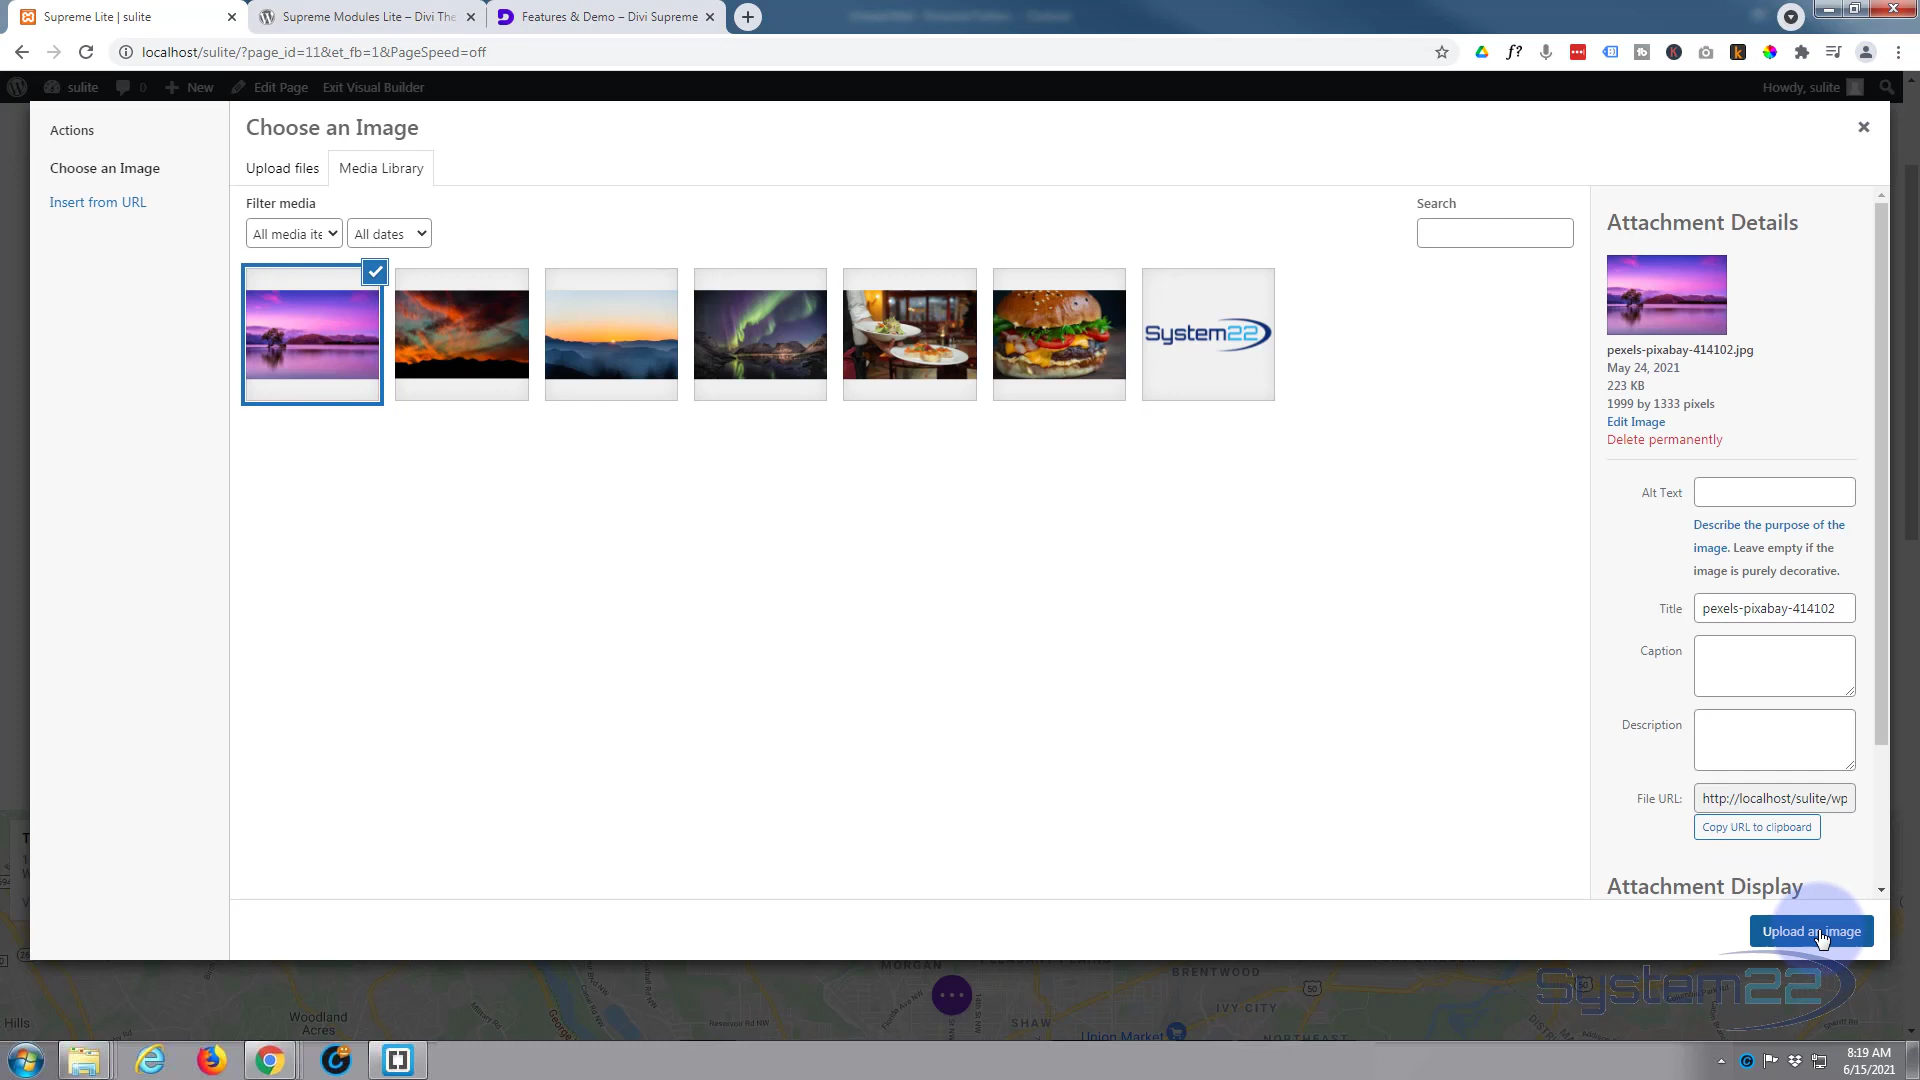 Supreme Lite | sulite
Supreme Modules Lite – Divi The
Features & Demo – Divi Supreme
localhost/sulite/?page_id=11&et_fb=1&PageSpeed=off
sulite
0
New
Edit Page
Exit Visual Builder
Howdy, sulite
Actions
Choose an Image
Insert from URL
Choose an Image
Upload files
Media Library
Filter media
All media ite
All dates
Search
System22
Attachment Details
pexels-pixabay-414102.jpg
May 24, 2021
223 KB
1999 by 1333 pixels
Edit Image
Delete permanently
Alt Text
Describe the purpose of the
image. Leave empty if the
image is purely decorative.
Title
pexels-pixabay-414102
Caption
Description
File URL:
http://localhost/sulite/wp
Copy URL to clipboard
Attachment Display
Upload an image
MORGAN
BRENTWOOD
50
50
IVY CITY
Woodland
Acres
Hills
SHAW
Union Market
System22
8:19 AM
6/15/2021